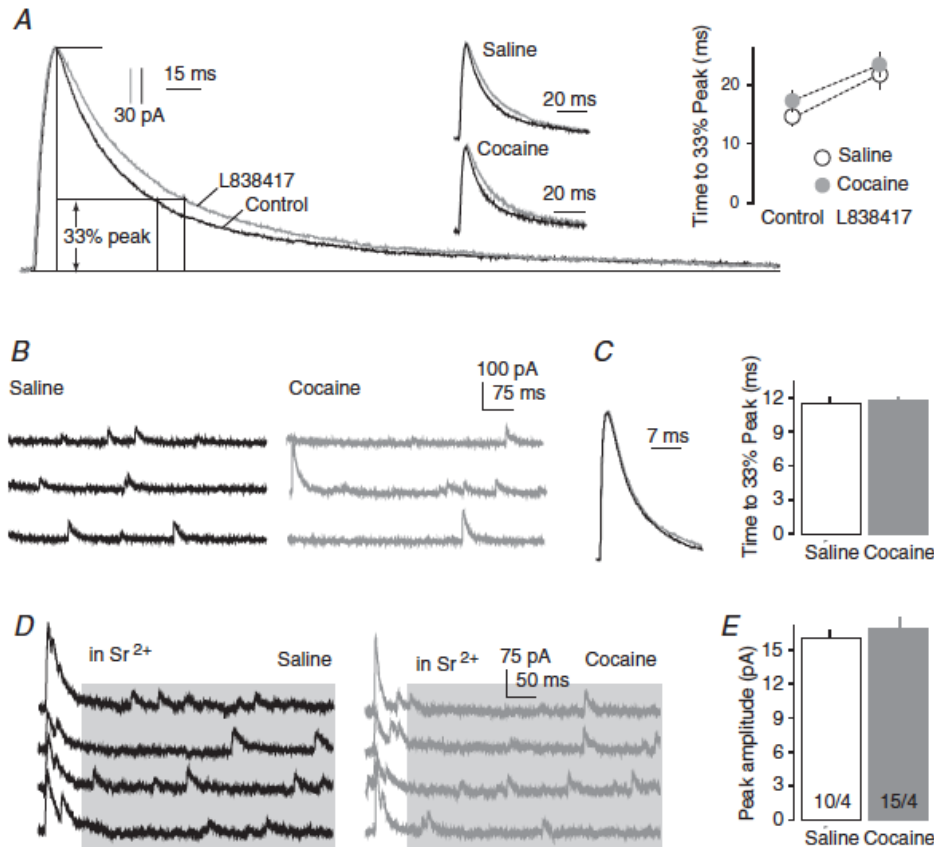 A
15 ms
30 pA
L838417
Control
33% peak
Saline
20 ms
Cocaine
20 ms
Time to 33% Peak (ms)
20
10
0
Saline
Cocaine
Control L838417
B
Saline
Cocaine
100 pA
75 ms
C
7 ms
Time to 33% Peak (ms)
12
9
6
3
0
Saline Cocaine
D
in Sr2+
Saline
in Sr2+
75 pA
50 ms
Cocaine
E
Peak amplitude (pA)
15
12
9
6
3
0
10/4
15/4
Saline Cocaine